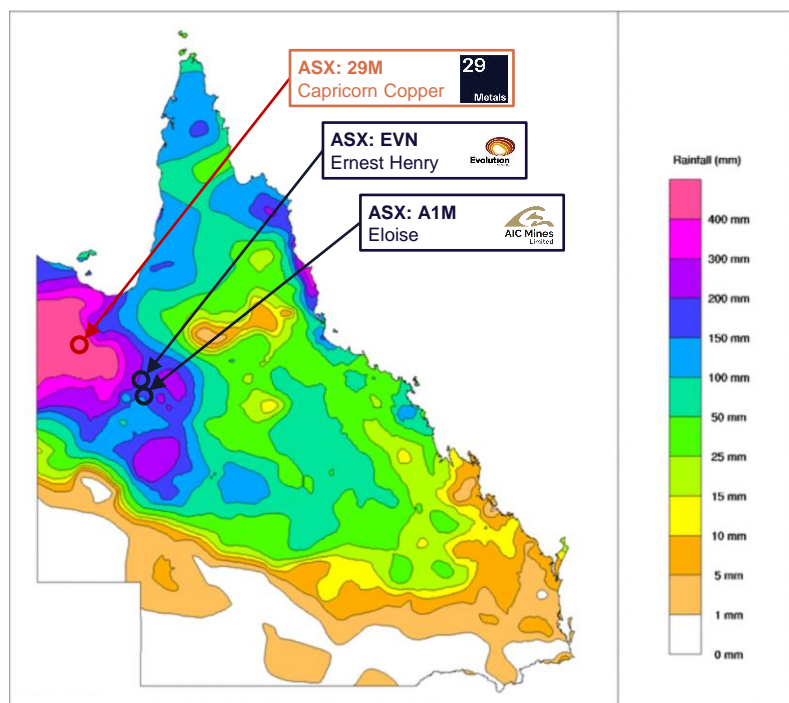 ASX: 29M
Capricorn Copper
29
Metals
ASX: EVN
Ernest Henry
Evolution
ASX: A1M
Eloise
AIC Mines
Limited
Rainfall (mm)
400 mm
300 mm
200 mm
150 mm
100 mm
50 mm
25 mm
15 mm
10 mm
5 mm
1 mm
0 mm